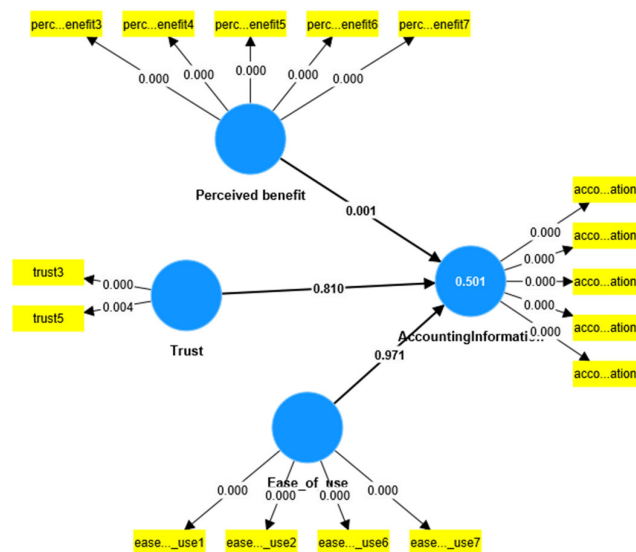 perc...enefit3 perc...enefit4 perc...enefit5 perc...enefit6 perc...enefit7
0.000 0.000 0.000 0.000 0.000
Perceived benefit
0.001
acco...ation
0.000
acco...ation
0.000
trust3
0.000
0.810
0.501
0.000
acco...ation
trust5
0.004
0.000
acco...ation
Trust
AccountingInformation
0.000
0.971
acco...ation
Ease_of_use
0.000 0.000 0.000 0.000
ease..._use1 ease..._use2 ease..._use6 ease..._use7